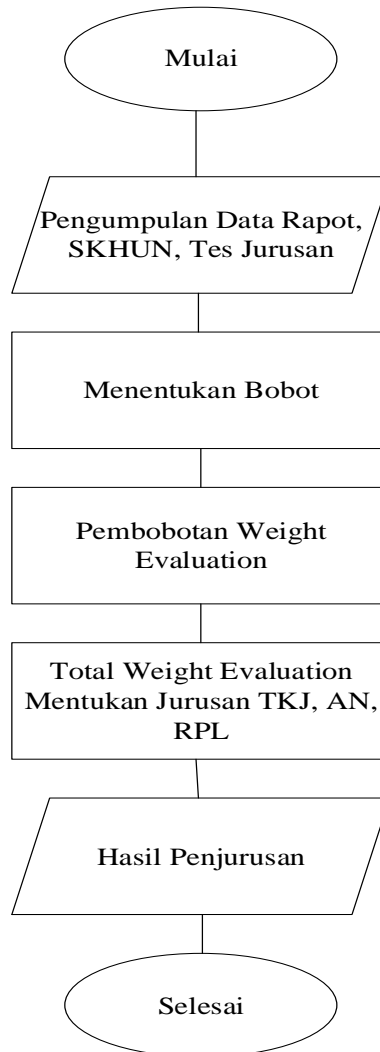 Mulai
Pengumpulan Data Rapot,
SKHUN, Tes Jurusan
Menentukan Bobot
Pembobotan Weight
Evaluation
Total Weight Evaluation
Mentukan Jurusan TKJ, AN,
RPL
Hasil Penjurusan
Selesai